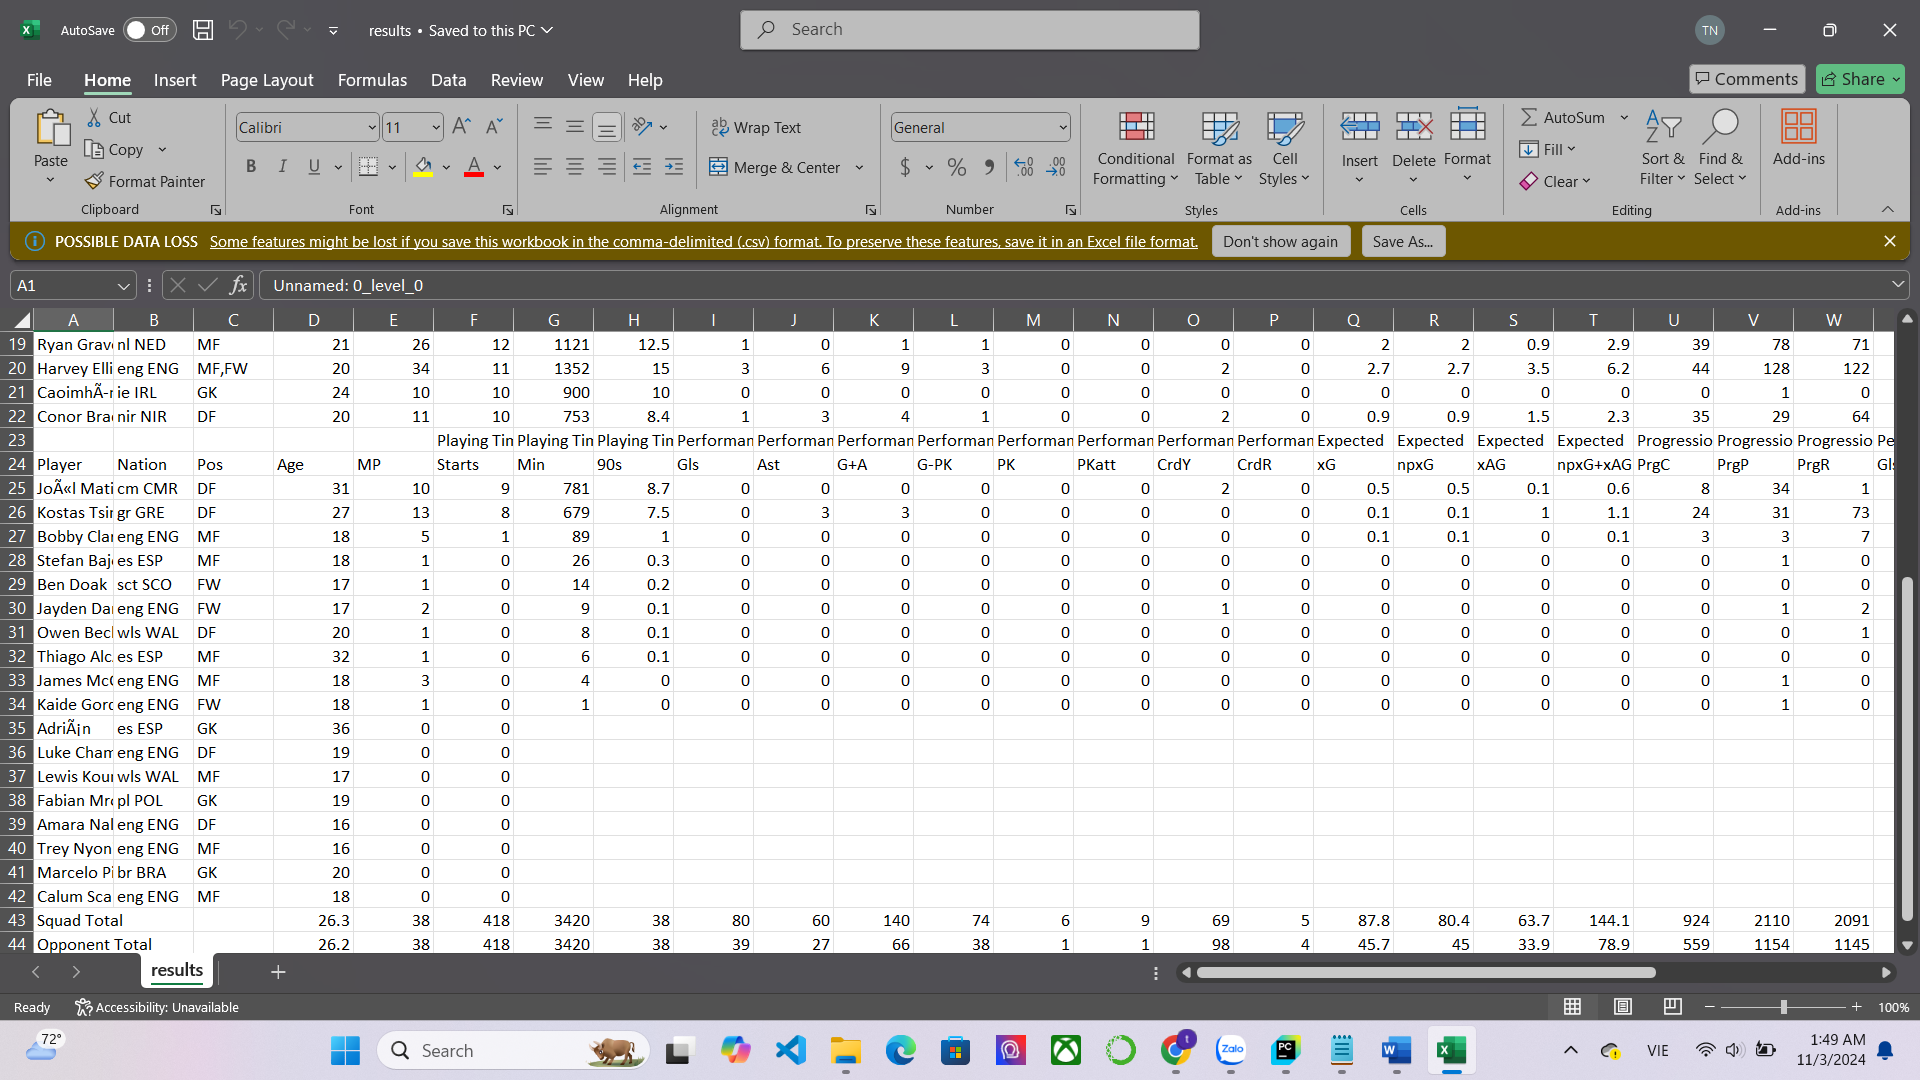 AutoSave Off results • Saved to this PC Search TN
File Home Insert Page Layout Formulas Data Review View Help Comments Share
Paste Cut Copy Format Painter Clipboard
Calibri 11 B I U A Font
Wrap Text Merge & Center Alignment
General $ % Number
Conditional Formatting Format as Table Cell Styles Styles
Insert Delete Format Cells
AutoSum Fill Clear Sort & Filter Find & Select Editing
Add-ins Add-ins
POSSIBLE DATA LOSS Some features might be lost if you save this workbook in the comma-delimited (.csv) format. To preserve these features, save it in an Excel file format. Don't show again Save As...
A1 fx Unnamed: 0_level_0
A B C D E F G H I J K L M N O P Q R S T U V W
19 Ryan Grav nl NED MF 21 26 12 1121 12.5 1 0 1 1 0 0 0 0 2 2 0.9 2.9 39 78 71
20 Harvey Elli eng ENG MF,FW 20 34 11 1352 15 3 6 9 3 0 0 2 0 2.7 2.7 3.5 6.2 44 128 122
21 CaoimhÃ- ie IRL GK 24 10 10 900 10 0 0 0 0 0 0 0 0 0 0 0 0 0 1 0
22 Conor Bra nir NIR DF 20 11 10 753 8.4 1 3 4 1 0 0 2 0 0.9 0.9 1.5 2.3 35 29 64
23 Playing Tin Playing Tin Playing Tin Performan Performan Performan Performan Performan Performan Performan Performan Expected Expected Expected Expected Progressio Progressio Progressio Pe
24 Player Nation Pos Age MP Starts Min 90s Gls Ast G+A G-PK PK PKatt CrdY CrdR xG npxG xAG npxG+xAG PrgC PrgP PrgR Gls
25 JoÃ«l Mati cm CMR DF 31 10 9 781 8.7 0 0 0 0 0 0 2 0 0.5 0.5 0.1 0.6 8 34 1
26 Kostas Tsin gr GRE DF 27 13 8 679 7.5 0 3 3 0 0 0 0 0 0.1 0.1 1 1.1 24 31 73
27 Bobby Clar eng ENG MF 18 5 1 89 1 0 0 0 0 0 0 0 0 0.1 0.1 0 0.1 3 3 7
28 Stefan Baj es ESP MF 18 1 0 26 0.3 0 0 0 0 0 0 0 0 0 0 0 0 0 1 0
29 Ben Doak sct SCO FW 17 1 0 14 0.2 0 0 0 0 0 0 0 0 0 0 0 0 0 0 0
30 Jayden Dan eng ENG FW 17 2 0 9 0.1 0 0 0 0 0 0 1 0 0 0 0 0 0 1 2
31 Owen Bec wls WAL DF 20 1 0 8 0.1 0 0 0 0 0 0 0 0 0 0 0 0 0 0 1
32 Thiago Alc es ESP MF 32 1 0 6 0.1 0 0 0 0 0 0 0 0 0 0 0 0 0 0 0
33 James Mc eng ENG MF 18 3 0 4 0 0 0 0 0 0 0 0 0 0 0 0 0 0 1 0
34 Kaide Gord eng ENG FW 18 1 0 1 0 0 0 0 0 0 0 0 0 0 0 0 0 0 1 0
35 AdriÃ¡n es ESP GK 36 0 0
36 Luke Cham eng ENG DF 19 0 0
37 Lewis Kou wls WAL MF 17 0 0
38 Fabian Mr pl POL GK 19 0 0
39 Amara Nal eng ENG DF 16 0 0
40 Trey Nyon eng ENG MF 16 0 0
41 Marcelo Pi br BRA GK 20 0 0
42 Calum Sca eng ENG MF 18 0 0
43 Squad Total 26.3 38 418 3420 38 80 60 140 74 6 9 69 5 87.8 80.4 63.7 144.1 924 2110 2091
44 Opponent Total 26.2 38 418 3420 38 39 27 66 38 1 1 98 4 45.7 45 33.9 78.9 559 1154 1145
results
Ready Accessibility: Unavailable 100%
72° Search Zalo PC VIE 1:49 AM
11/3/2024